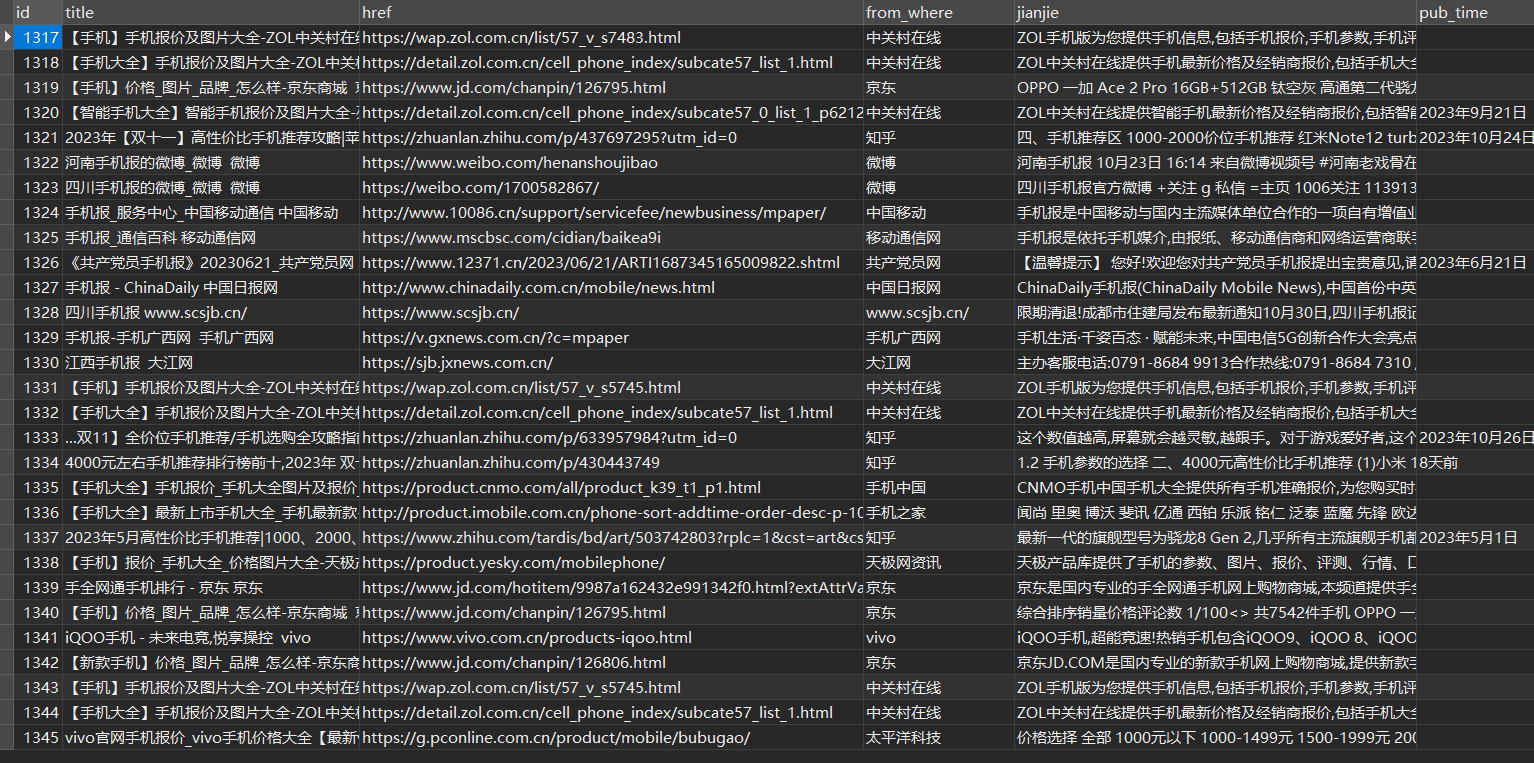 id title href from_where jianjie pub_time
1317 【手机】手机报价及图片大全-ZOL中关村在线 https://wap.zol.com.cn/list/57_v_s7483.html 中关村在线 ZOL手机版为您提供手机信息,包括手机报价,手机参数,手机评
1318 【手机大全】手机报价及图片大全-ZOL中关 https://detail.zol.com.cn/cell_phone_index/subcate57_list_1.html 中关村在线 ZOL中关村在线提供手机最新价格及经销商报价,包括手机大全
1319 【手机】价格_图片_品牌_怎么样-京东商城 https://www.jd.com/chanpin/126795.html 京东 OPPO 一加 Ace 2 Pro 16GB+512GB 钛空灰 高通第二代骁龙
1320 【智能手机大全】智能手机报价及图片大全- https://detail.zol.com.cn/cell_phone_index/subcate57_0_list_1_p6212 中关村在线 ZOL中关村在线提供智能手机最新价格及经销商报价,包括智能 2023年9月21日
1321 2023年【双十一】高性价比手机推荐攻略|苹 https://zhuanlan.zhihu.com/p/437697295?utm_id=0 知乎 四、手机推荐区 1000-2000价位手机推荐 红米Note12 turb 2023年10月24日
1322 河南手机报的微博_微博 微博 https://www.weibo.com/henanshoujibao 微博 河南手机报 10月23日 16:14 来自微博视频号 #河南老戏骨在
1323 四川手机报的微博_微博 微博 https://weibo.com/1700582867/ 微博 四川手机报官方微博 +关注 g 私信 =主页 1006关注 113913
1324 手机报_服务中心_中国移动通信 中国移动 http://www.10086.cn/support/servicefee/newbusiness/mpaper/ 中国移动 手机报是中国移动与国内主流媒体单位合作的一项自有增值业
1325 手机报_通信百科 移动通信网 https://www.mscbsc.com/cidian/baikea9i 移动通信网 手机报是依托手机媒介,由报纸、移动通信商和网络运营商联手
1326 《共产党员手机报》20230621_共产党员网 https://www.12371.cn/2023/06/21/ARTI1687345165009822.shtml 共产党员网 【温馨提示】 您好!欢迎您对共产党员手机报提出宝贵意见,请 2023年6月21日
1327 手机报 - ChinaDaily 中国日报网 http://www.chinadaily.com.cn/mobile/news.html 中国日报网 ChinaDaily手机报(ChinaDaily Mobile News),中国首份中英
1328 四川手机报 www.scsjb.cn/ https://www.scsjb.cn/ www.scsjb.cn/ 限期清退!成都市住建局发布最新通知10月30日,四川手机报记
1329 手机报-手机广西网 手机广西网 https://v.gxnews.com.cn/?c=mpaper 手机广西网 手机生活·千姿百态 · 赋能未来,中国电信5G创新合作大会亮点
1330 江西手机报 大江网 https://sjb.jxnews.com.cn/ 大江网 主办客服电话:0791-8684 9913合作热线:0791-8684 7310
1331 【手机】手机报价及图片大全-ZOL中关村在线 https://wap.zol.com.cn/list/57_v_s5745.html 中关村在线 ZOL手机版为您提供手机信息,包括手机报价,手机参数,手机评
1332 【手机大全】手机报价及图片大全-ZOL中关 https://detail.zol.com.cn/cell_phone_index/subcate57_list_1.html 中关村在线 ZOL中关村在线提供手机最新价格及经销商报价,包括手机大全
1333 ...双11】全价位手机推荐/手机选购全攻略指 https://zhuanlan.zhihu.com/p/633957984?utm_id=0 知乎 这个数值越高,屏幕就会越灵敏,越跟手。对于游戏爱好者,这个 2023年10月26日
1334 4000元左右手机推荐排行榜前十,2023年 双十 https://zhuanlan.zhihu.com/p/430443749 知乎 1.2 手机参数的选择 二、4000元高性价比手机推荐 (1)小米 1 8天前
1335 【手机大全】手机报价_手机大全图片及报价_ https://product.cnmo.com/all/product_k39_t1_p1.html 手机中国 CNMO手机中国手机大全提供所有手机准确报价,为您购买时
1336 【手机大全】最新上市手机大全_手机最新款 http://product.imobile.com.cn/phone-sort-addtime-order-desc-p-10 手机之家 闻尚 里奥 博沃 斐讯 亿通 西铂 乐派 铭仁 泛泰 蓝魔 先锋 欧达
1337 2023年5月高性价比手机推荐|1000、2000、 https://www.zhihu.com/tardis/bd/art/503742803?rplc=1&cst=art&cs 知乎 最新一代的旗舰型号为骁龙8 Gen 2,几乎所有主流旗舰手机都 2023年5月1日
1338 【手机】报价_手机大全_价格图片大全-天极 https://product.yesky.com/mobilephone/ 天极网资讯 天极产品库提供了手机的参数、图片、报价、评测、行情、
1339 手全网通手机排行 - 京东 京东 https://www.jd.com/hotitem/9987a162432e991342f0.html?extAttrVa 京东 京东是国内专业的手全网通手机网上购物商城,本频道提供手全
1340 【手机】价格_图片_品牌_怎么样-京东商城 https://www.jd.com/chanpin/126795.html 京东 综合排序销量价格评论数 1/100<> 共7542件手机 OPPO 一
1341 iQOO手机 - 未来电竞,悦享操控 vivo https://www.vivo.com.cn/products-iqoo.html vivo iQOO手机,超能竞速!热销手机包含iQOO9、iQOO 8、iQOO
1342 【新款手机】价格_图片_品牌_怎么样-京东商 https://www.jd.com/chanpin/126806.html 京东 京东JD.COM是国内专业的新款手机网上购物商城,提供新款手
1343 【手机】手机报价及图片大全-ZOL中关村在线 https://wap.zol.com.cn/list/57_v_s5745.html 中关村在线 ZOL手机版为您提供手机信息,包括手机报价,手机参数,手机评
1344 【手机大全】手机报价及图片大全-ZOL中关 https://detail.zol.com.cn/cell_phone_index/subcate57_list_1.html 中关村在线 ZOL中关村在线提供手机最新价格及经销商报价,包括手机大全
1345 vivo官网手机报价_vivo手机价格大全【最新v https://g.pconline.com.cn/product/mobile/bubugao/ 太平洋科技 价格选择 全部 1000元以下 1000-1499元 1500-1999元 200